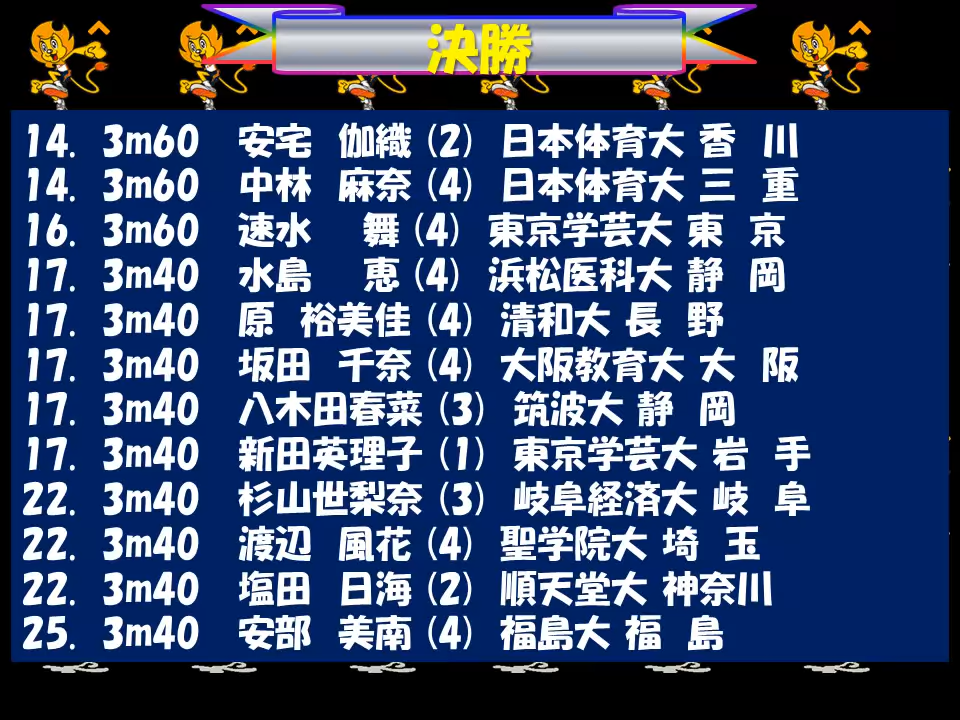 決勝
14. 3m60 安宅 伽織 (2) 日本体育大 香 川
14. 3m60 中林 麻奈 (4) 日本体育大 三 重
16. 3m60 速水 舞 (4) 東京学芸大 東 京
17. 3m40 水島 恵 (4) 浜松医科大 静 岡
17. 3m40 原 裕美佳 (4) 清和大 長 野
17. 3m40 坂田 千奈 (4) 大阪教育大 大 阪
17. 3m40 八木田春菜 (3) 筑波大 静 岡
17. 3m40 新田英理子 (1) 東京学芸大 岩 手
22. 3m40 杉山世梨奈 (3) 岐阜経済大 岐 阜
22. 3m40 渡辺 風花 (4) 聖学院大 埼 玉
22. 3m40 塩田 日海 (2) 順天堂大 神奈川
25. 3m40 安部 美南 (4) 福島大 福 島